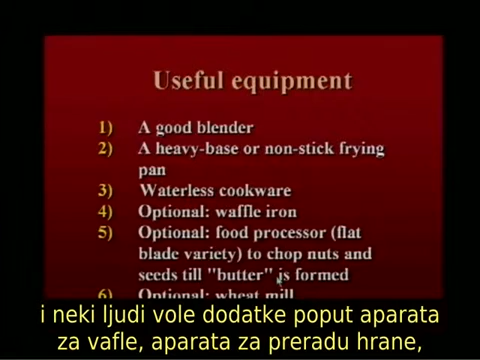 Useful equipment
1) A good blender
2) A heavy-base or non-stick frying
pan
3) Waterless cookware
4) Optional: waffle iron
5) Optional: food processor (flat
blade variety) to chop nuts and
seeds till "butter" is formed
6) Optional: wheat mill
i neki ljudi vole dodatke poput aparata
za vafle, aparata za preradu hrane,